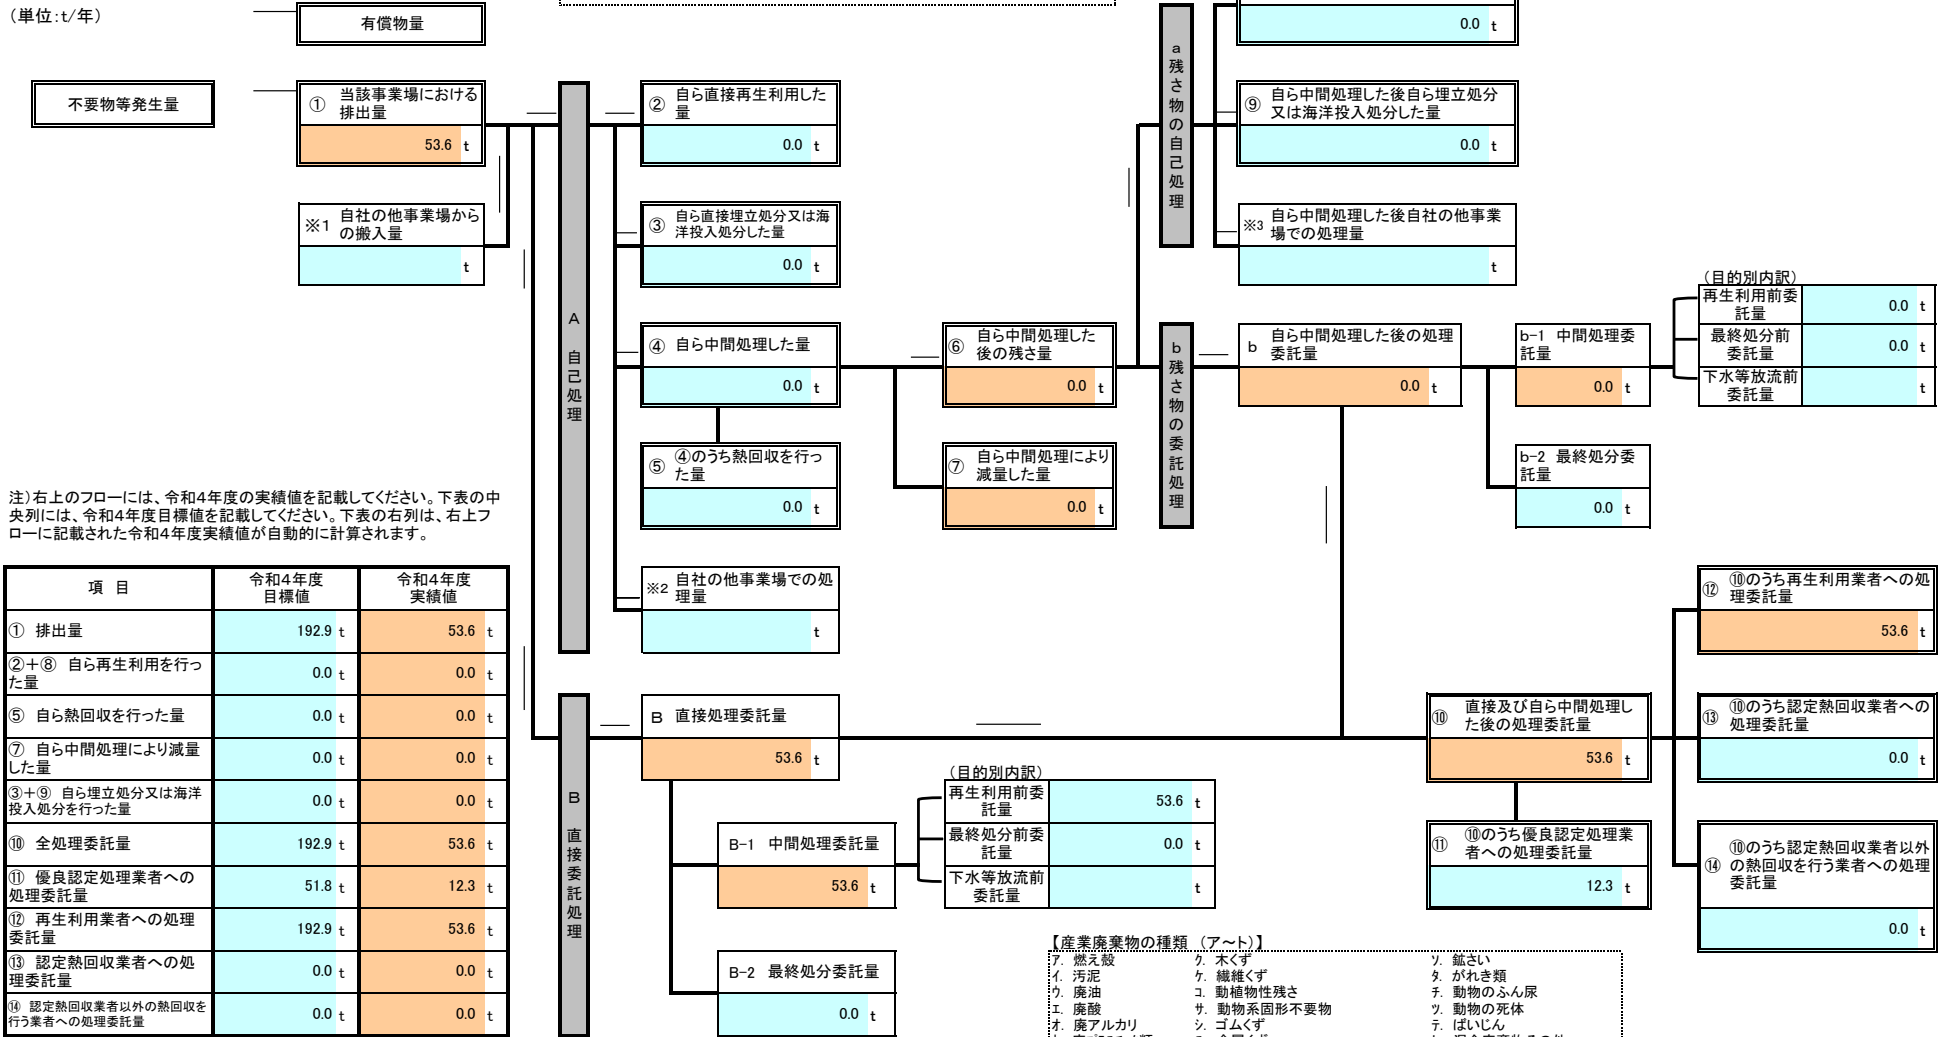 （単位:t/年）
有償物量
0.0 t
不要物等発生量
① 当該事業場における
排出量
53.6 t
※1 自社の他事業場から
の搬入量
t
A 自己処理
② 自ら直接再生利用した
量
0.0 t
③ 自ら直接埋立処分又は海
洋投入処分した量
0.0 t
④ 自ら中間処理した量
0.0 t
⑤ ④のうち熱回収を行っ
た量
0.0 t
※2 自社の他事業場での処
理量
t
⑥ 自ら中間処理した
後の残さ量
0.0 t
⑦ 自ら中間処理により
減量した量
0.0 t
a 残さ物の自己処理
⑨ 自ら中間処理した後自ら埋立処分
又は海洋投入処分した量
0.0 t
※3 自ら中間処理した後自社の他事業
場での処理量
t
b 残さ物の委託処理
b 自ら中間処理した後の処理
委託量
0.0 t
b-1 中間処理委
託量
0.0 t
b-2 最終処分委
託量
0.0 t
（目的別内訳）
再生利用前委
託量
0.0 t
最終処分前
委託量
0.0 t
下水等放流前
委託量
t
注）右上のフローには、令和4年度の実績値を記載してください。下表の中
央列には、令和4年度目標値を記載してください。下表の右列は、右上フ
ローに記載された令和4年度実績値が自動的に計算されます。
項 目 令和4年度
目標値 令和4年度
実績値
① 排出量 192.9 t 53.6 t
②＋⑧ 自ら再生利用を行っ
た量 0.0 t 0.0 t
⑤ 自ら熱回収を行った量 0.0 t 0.0 t
⑦ 自ら中間処理により減量
した量 0.0 t 0.0 t
③＋⑨ 自ら埋立処分又は海洋
投入処分を行った量 0.0 t 0.0 t
⑩ 全処理委託量 192.9 t 53.6 t
⑪ 優良認定処理業者への
処理委託量 51.8 t 12.3 t
⑫ 再生利用業者への処理
委託量 192.9 t 53.6 t
⑬ 認定熱回収業者への処
理委託量 0.0 t 0.0 t
⑭ 認定熱回収業者以外の熱回収を
行う業者への処理委託量 0.0 t 0.0 t
B 直接委託処理
B 直接処理委託量
53.6 t
B-1 中間処理委託量
53.6 t
B-2 最終処分委託量
0.0 t
（目的別内訳）
再生利用前委
託量
53.6 t
最終処分前委
託量
0.0 t
下水等放流前
委託量
t
⑩ 直接及び自ら中間処理し
た後の処理委託量
53.6 t
⑪ ⑩のうち優良認定処理業
者への処理委託量
12.3 t
⑫ ⑩のうち再生利用業者への処
理委託量
53.6 t
⑬ ⑩のうち認定熱回収業者への
処理委託量
0.0 t
⑭ ⑩のうち認定熱回収業者以外
の熱回収を行う業者への処理
委託量
0.0 t
【産業廃棄物の種類 （ア～ト）】
ア. 燃え殻 ク. 木くず ソ. 鉱さい
イ. 汚泥 ケ. 繊維くず タ. がれき類
ウ. 廃油 コ. 動植物性残さ チ. 動物のふん尿
エ. 廃酸 サ. 動物系固形不要物 ツ. 動物の死体
オ. 廃アルカリ シ. ゴムくず テ. ばいじん